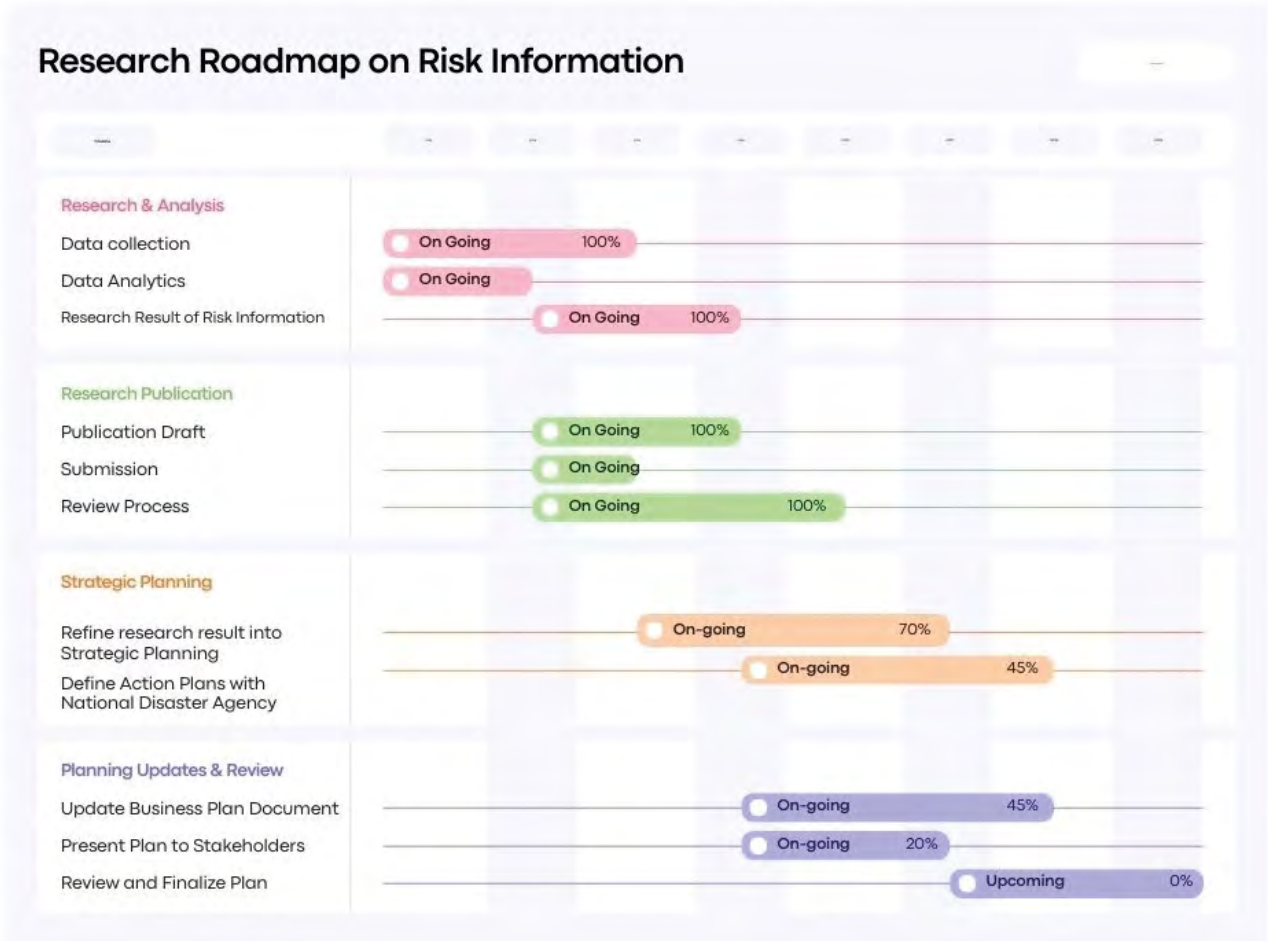 Research Roadmap on Risk Information
Research & Analysis
Data collection
On Going 100%
Data Analytics
On Going
Research Result of Risk Information
On Going 100%
Research Publication
Publication Draft
On Going 100%
Submission
On Going
Review Process
On Going 100%
Strategic Planning
Refine research result into
Strategic Planning
On-going 70%
Define Action Plans with
National Disaster Agency
On-going 45%
Planning Updates & Review
Update Business Plan Document
On-going 45%
Present Plan to Stakeholders
On-going 20%
Review and Finalize Plan
Upcoming 0%